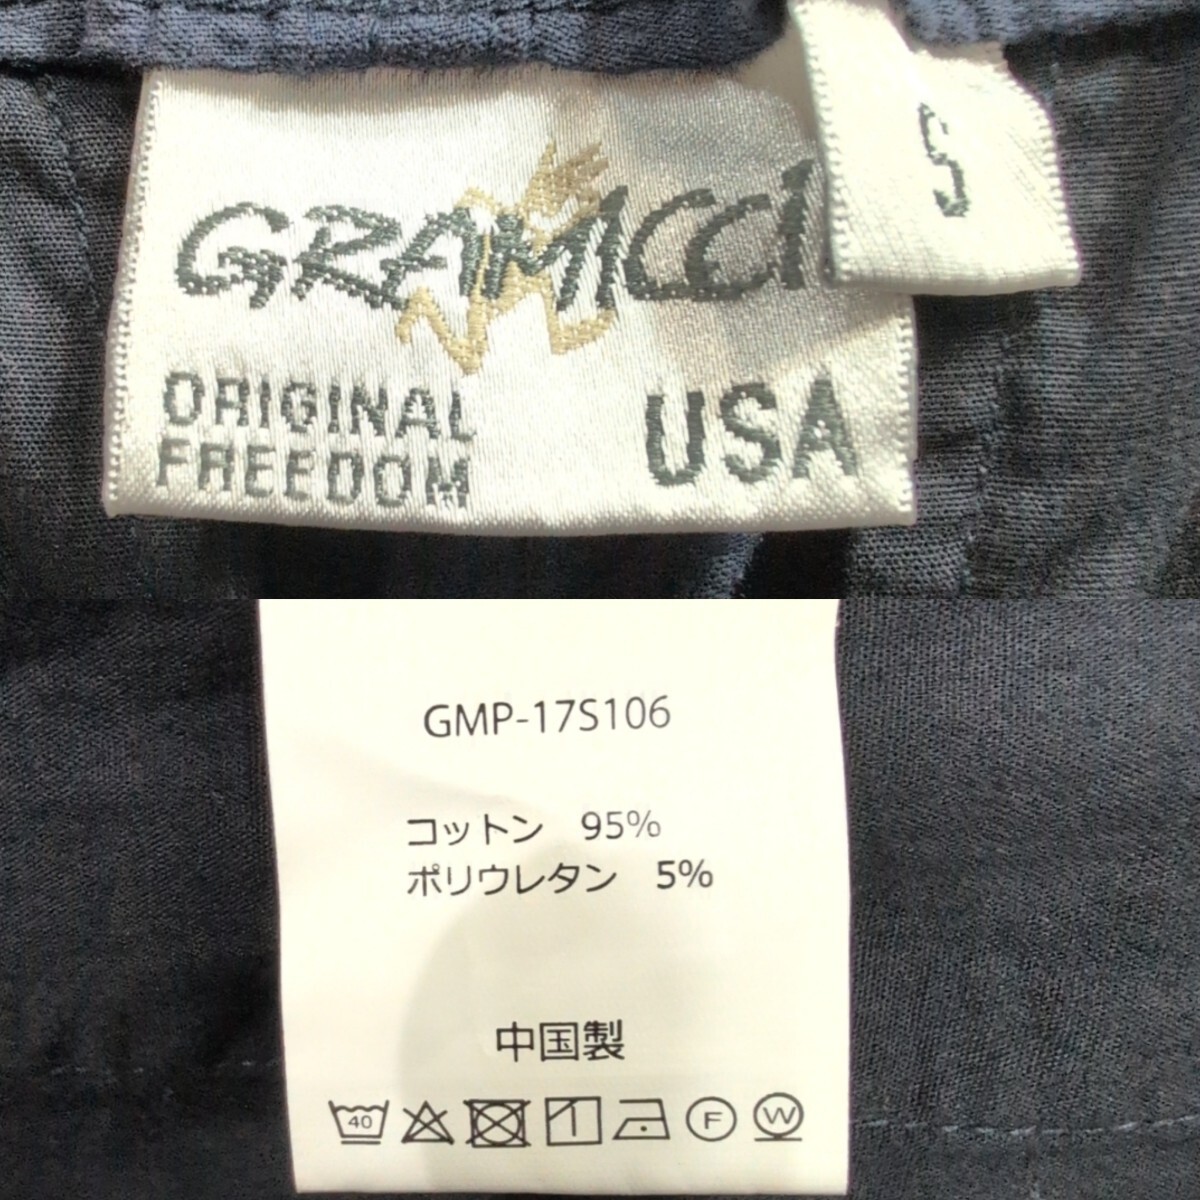 GRAMICCI
S
ORIGINAL
FREEDOM
USA
GMP-17S106
コットン 95%
ポリウレタン 5%
中国製
40
F
W